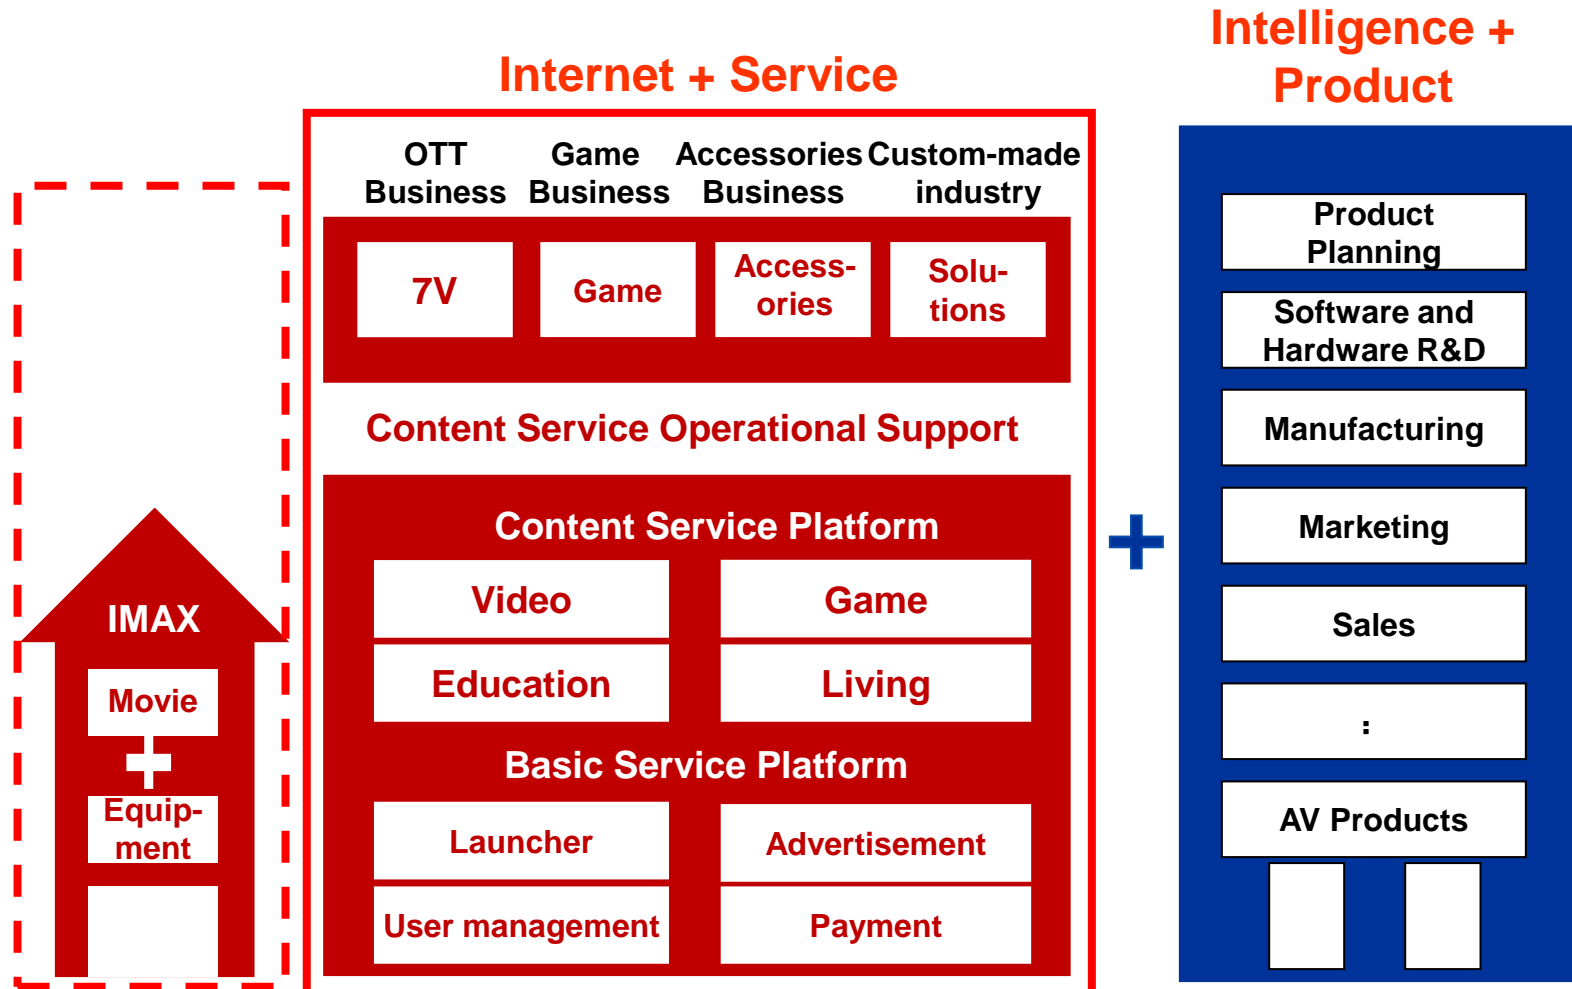 Internet + Service
Intelligence +
Product
OTT
Business
Game
Business
Accessories
Business
Custom-made
industry
7V
Game
Access-
ories
Solu-
tions
Content Service Operational Support
Content Service Platform
Video
Game
Education
Living
Basic Service Platform
Launcher
Advertisement
User management
Payment
IMAX
Movie
+
Equip-
ment
+
Product
Planning
Software and
Hardware R&D
Manufacturing
Marketing
Sales
:
AV Products